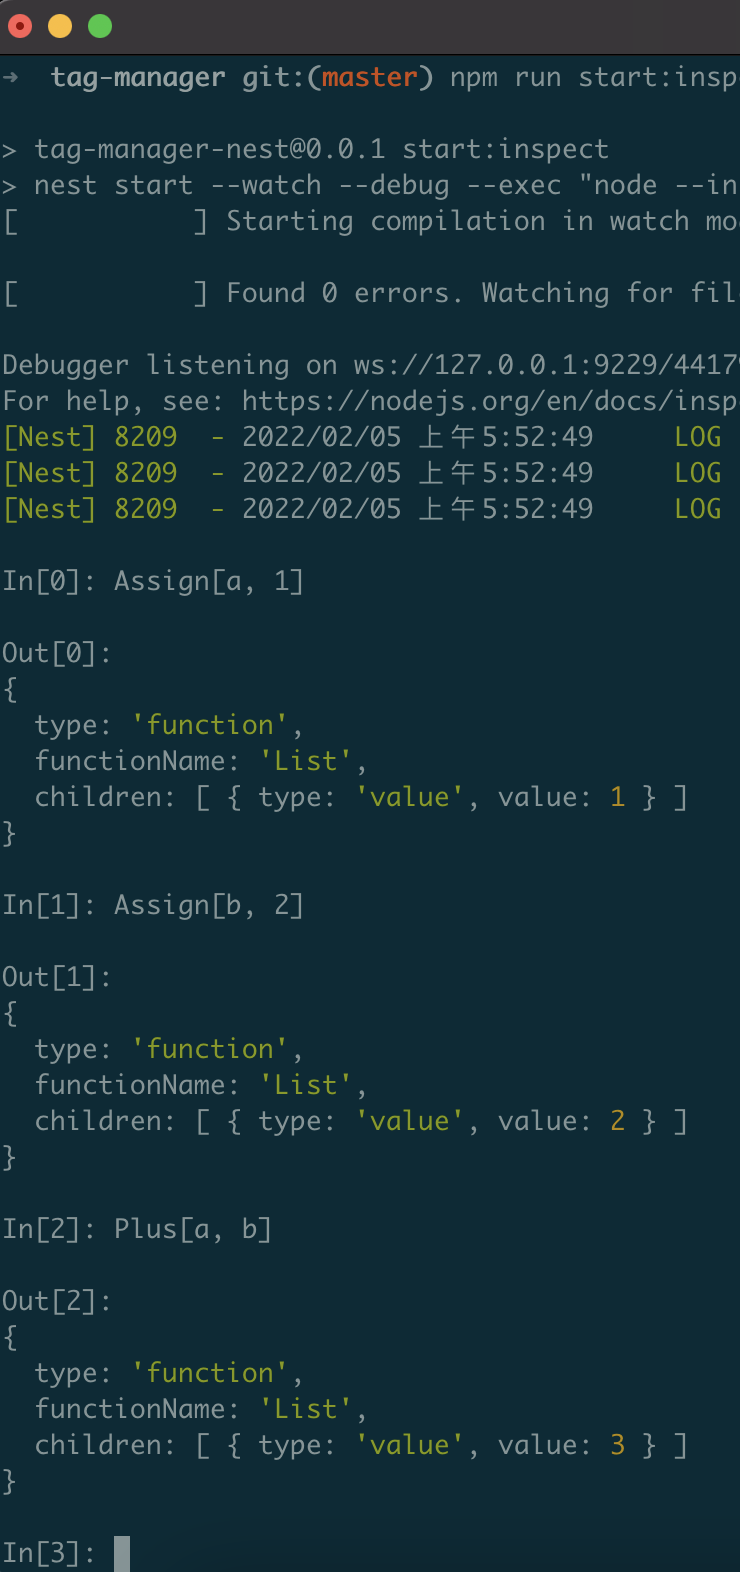 → tag-manager git:(master) npm run start:insp
> tag-manager-nest@0.0.1 start:inspect
> nest start --watch --debug --exec "node --in
[ ] Starting compilation in watch mo
[ ] Found 0 errors. Watching for fil
Debugger listening on ws://127.0.0.1:9229/4417
For help, see: https://nodejs.org/en/docs/insp
[Nest] 8209 - 2022/02/05 上午5:52:49 LOG
[Nest] 8209 - 2022/02/05 上午5:52:49 LOG
[Nest] 8209 - 2022/02/05 上午5:52:49 LOG
In[0]: Assign[a, 1]
Out[0]:
{
type: 'function',
functionName: 'List',
children: [ { type: 'value', value: 1 } ]
}
In[1]: Assign[b, 2]
Out[1]:
{
type: 'function',
functionName: 'List',
children: [ { type: 'value', value: 2 } ]
}
In[2]: Plus[a, b]
Out[2]:
{
type: 'function',
functionName: 'List',
children: [ { type: 'value', value: 3 } ]
}
In[3]: